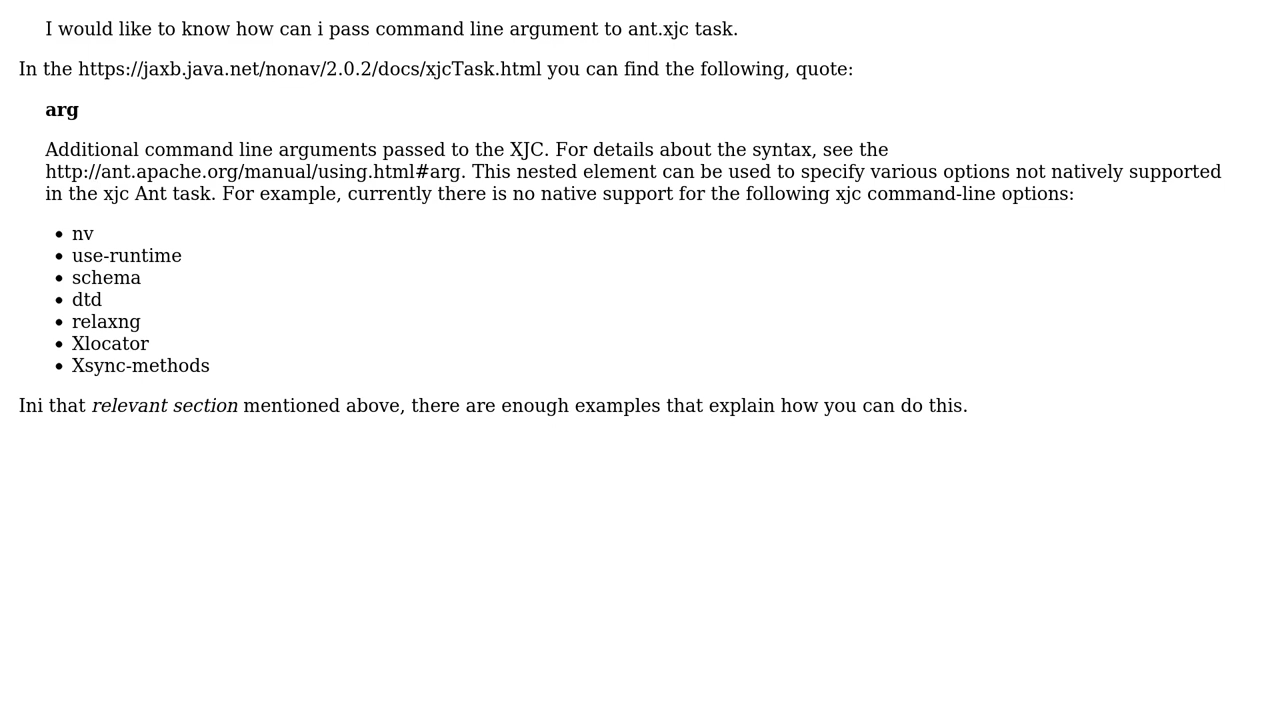 I would like to know how can i pass command line argument to ant.xjc task.
In the https://jaxb.java.net/nonav/2.0.2/docs/xjcTask.html you can find the following, quote:
arg
Additional command line arguments passed to the XJC. For details about the syntax, see the
http://ant.apache.org/manual/using.html#arg. This nested element can be used to specify various options not natively supported
in the xjc Ant task. For example, currently there is no native support for the following xjc command-line options:
• nv
• use-runtime
• schema
• dtd
• relaxng
• Xlocator
• Xsync-methods
Ini that relevant section mentioned above, there are enough examples that explain how you can do this.